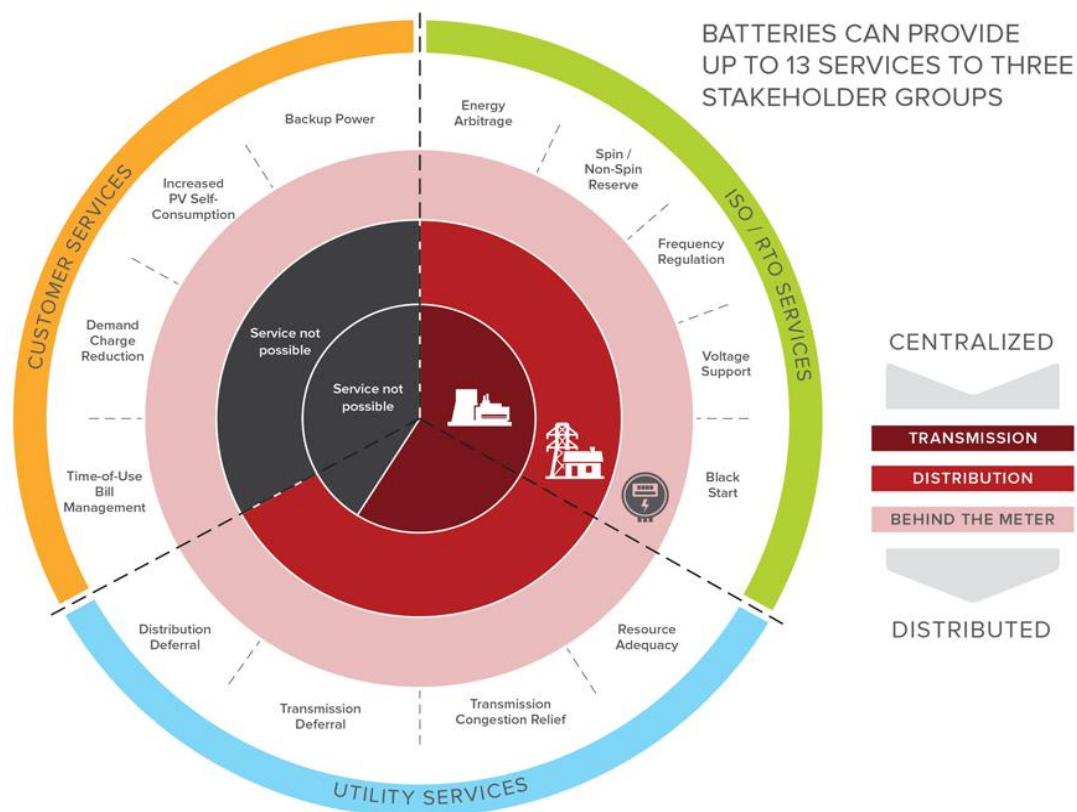 BATTERIES CAN PROVIDE
UP TO 13 SERVICES TO THREE
STAKEHOLDER GROUPS
CUSTOMER SERVICES
ISO / RTO SERVICES
UTILITY SERVICES
Backup Power
Energy
Arbitrage
Spin /
Non-Spin
Reserve
Frequency
Regulation
Voltage
Support
Black
Start
Resource
Adequacy
Transmission
Congestion Relief
Transmission
Deferral
Distribution
Deferral
Time-of-Use
Bill
Management
Demand
Charge
Reduction
Increased
PV Self-
Consumption
Service not
possible
Service not
possible
CENTRALIZED
TRANSMISSION
DISTRIBUTION
BEHIND THE METER
DISTRIBUTED